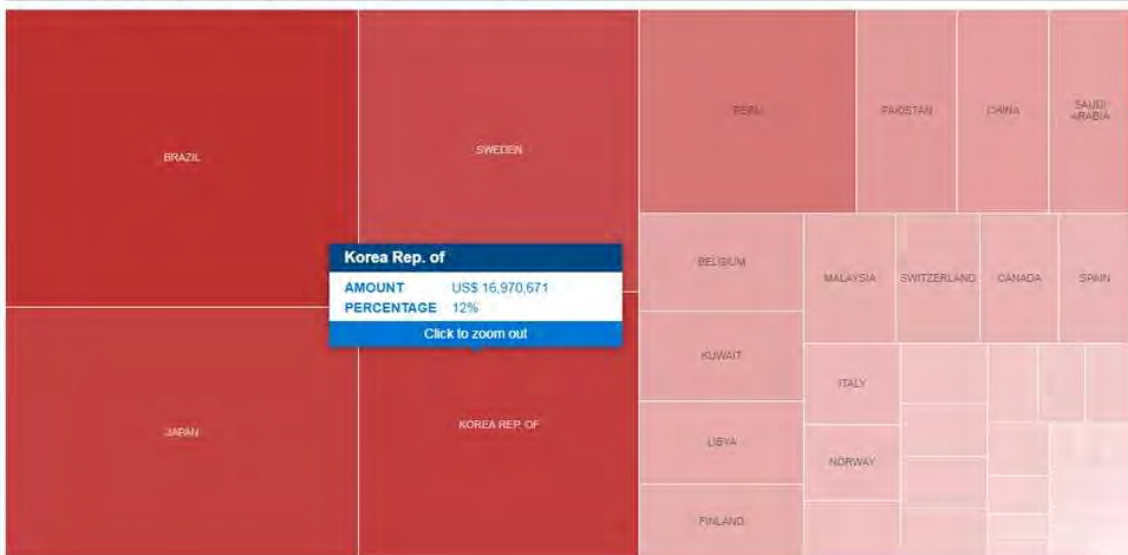 BRAZIL
SWEDEN
PERU
PAKISTAN
CHINA
SAUDI
ARABIA
Korea Rep. of
AMOUNT US$ 16,970,671
PERCENTAGE 12%
Click to zoom out
BELGIUM
MALAYSIA
SWITZERLAND
CANADA
SPAIN
KUWAIT
ITALY
JAPAN
KOREA REP. OF
LIBYA
NORWAY
FINLAND